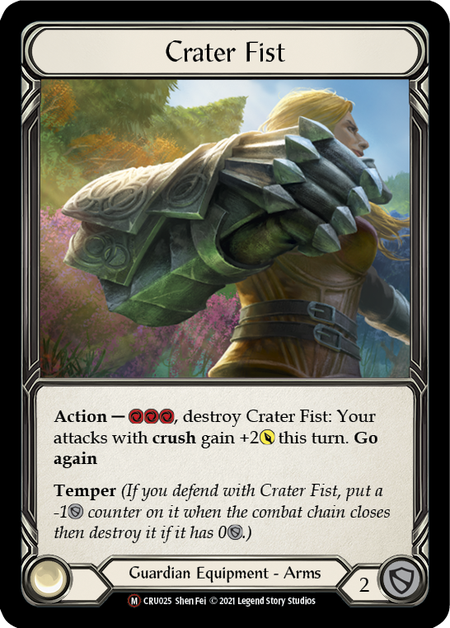 Crater Fist
Action — , destroy Crater Fist: Your
attacks with crush gain +2 this turn. Go
again
Temper (If you defend with Crater Fist, put a
-1 counter on it when the combat chain closes
then destroy it if it has 0 .)
Guardian Equipment - Arms
2
M CRU025 Shen Fei © 2021 Legend Story Studios